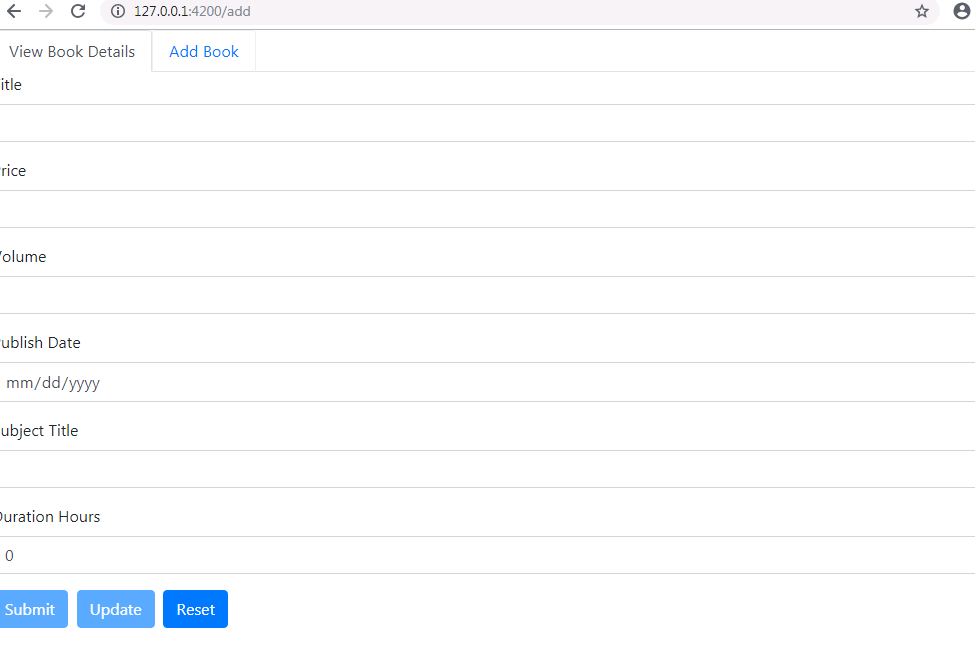 127.0.0.1:4200/add
View Book Details Add Book
itle
rice
olume
ublish Date
mm/dd/yyyy
ubject Title
Duration Hours
0
Submit Update Reset